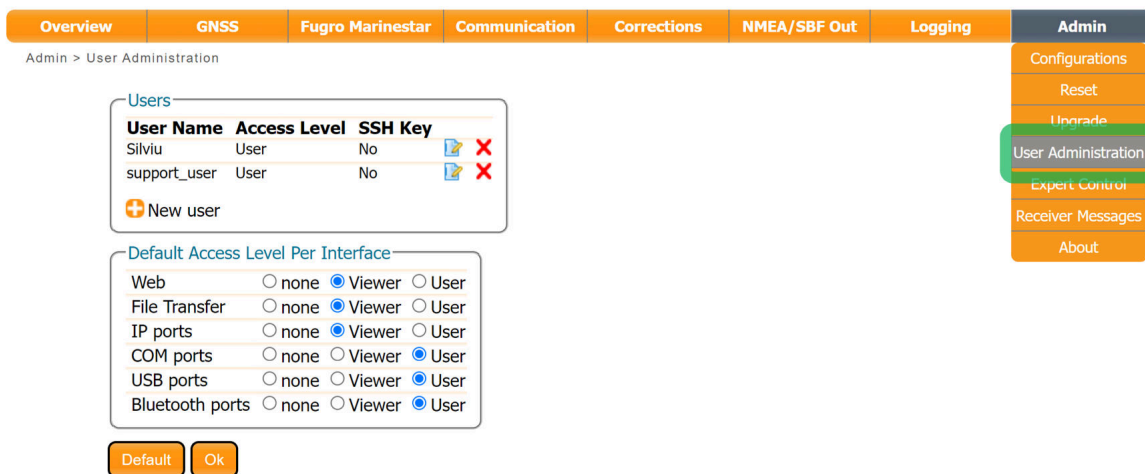 Overview GNSS Fugro Marinestar Communication Corrections NMEA/SBF Out Logging Admin
Admin > User Administration
Configurations
Reset
Upgrade
User Administration
Expert Control
Receiver Messages
About
Users
User Name Access Level SSH Key
Silviu User No
support_user User No
New user
Default Access Level Per Interface
Web none Viewer User
File Transfer none Viewer User
IP ports none Viewer User
COM ports none Viewer User
USB ports none Viewer User
Bluetooth ports none Viewer User
Default Ok